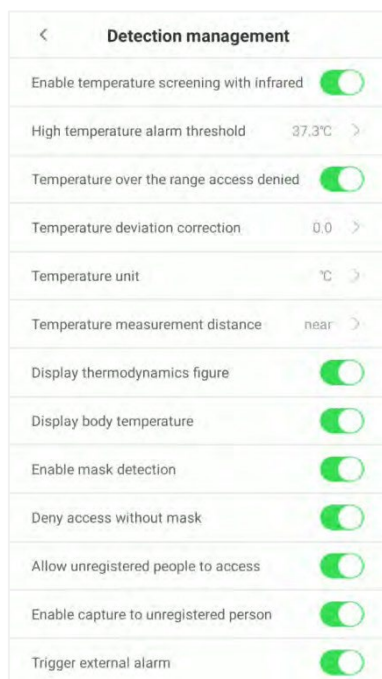 Detection management
Enable temperature screening with infrared
High temperature alarm threshold 37.3°C
Temperature over the range access denied
Temperature deviation correction 0.0
Temperature unit °C
Temperature measurement distance near
Display thermodynamics figure
Display body temperature
Enable mask detection
Deny access without mask
Allow unregistered people to access
Enable capture to unregistered person
Trigger external alarm